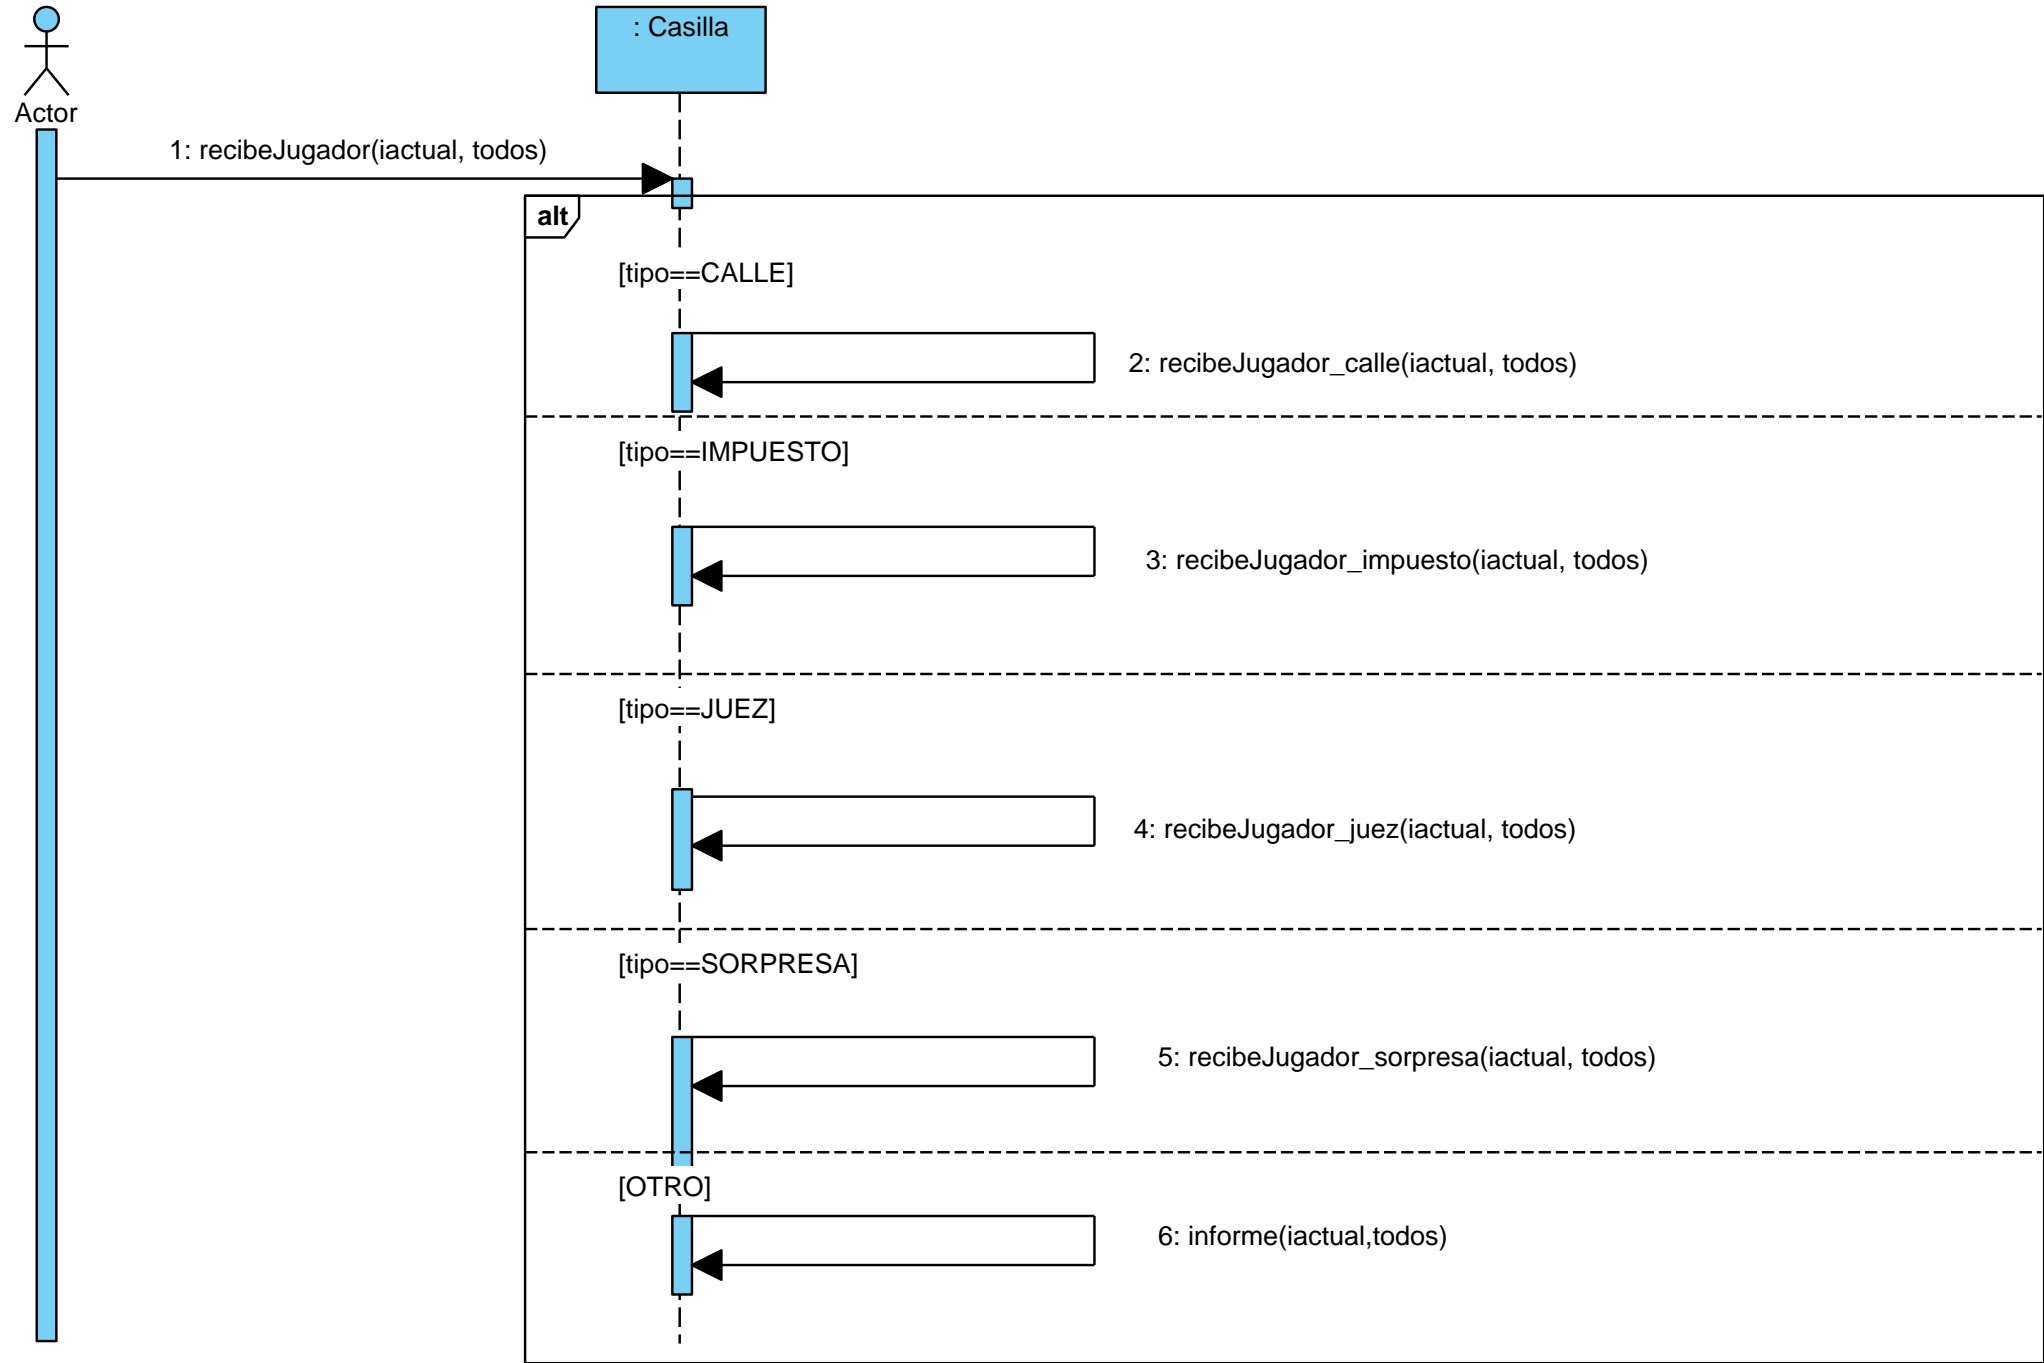 : Casilla
Actor
1: recibeJugador(iactual, todos)
alt
[tipo==CALLE]
2: recibeJugador_calle(iactual, todos)
[tipo==IMPUESTO]
3: recibeJugador_impuesto(iactual, todos)
[tipo==JUEZ]
4: recibeJugador_juez(iactual, todos)
[tipo==SORPRESA]
5: recibeJugador_sorpresa(iactual, todos)
[OTRO]
6: informe(iactual,todos)